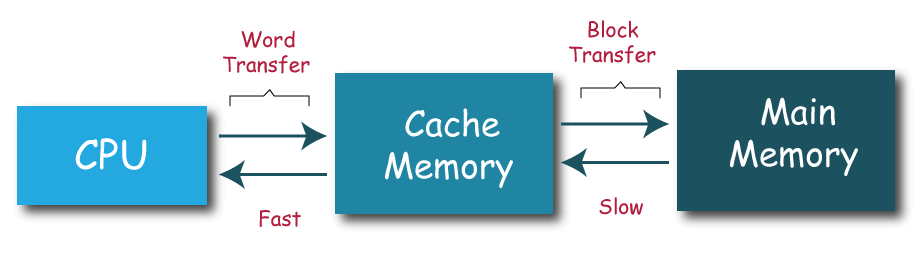 Word
Transfer
Block
Transfer
CPU
Cache
Memory
Main
Memory
Fast
Slow